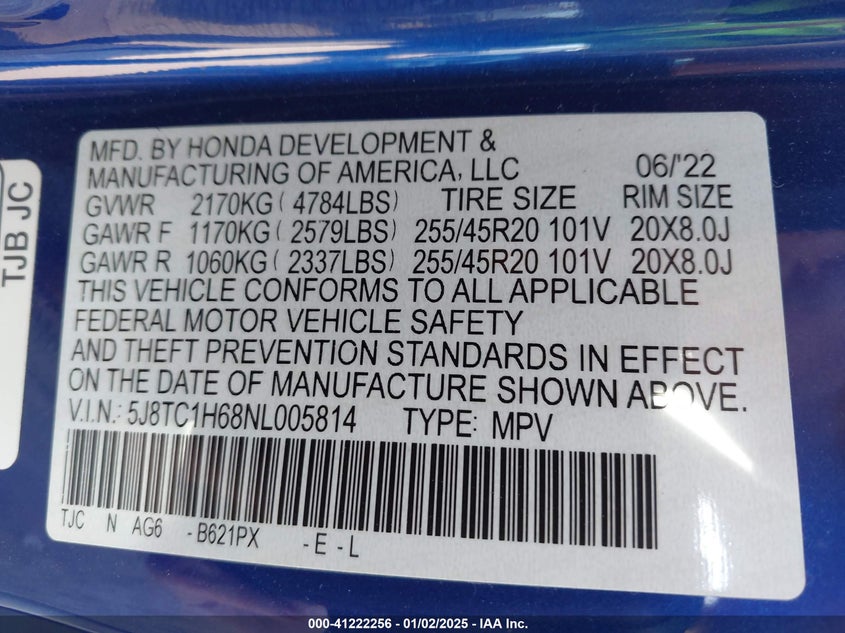 TJB JC
MFD. BY HONDA DEVELOPMENT &
MANUFACTURING OF AMERICA, LLC 06/'22
GVWR 2170KG ( 4784LBS) TIRE SIZE RIM SIZE
GAWR F 1170KG ( 2579LBS) 255/45R20 101V 20X8.0J
GAWR R 1060KG ( 2337LBS) 255/45R20 101V 20X8.0J
THIS VEHICLE CONFORMS TO ALL APPLICABLE
FEDERAL MOTOR VEHICLE SAFETY
AND THEFT PREVENTION STANDARDS IN EFFECT
ON THE DATE OF MANUFACTURE SHOWN ABOVE.
V.I.N.: 5J8TC1H68NL005814 TYPE: MPV
TJC N AG6 -B621PX -E-L
000-41222256 - 01/02/2025 - IAA Inc.